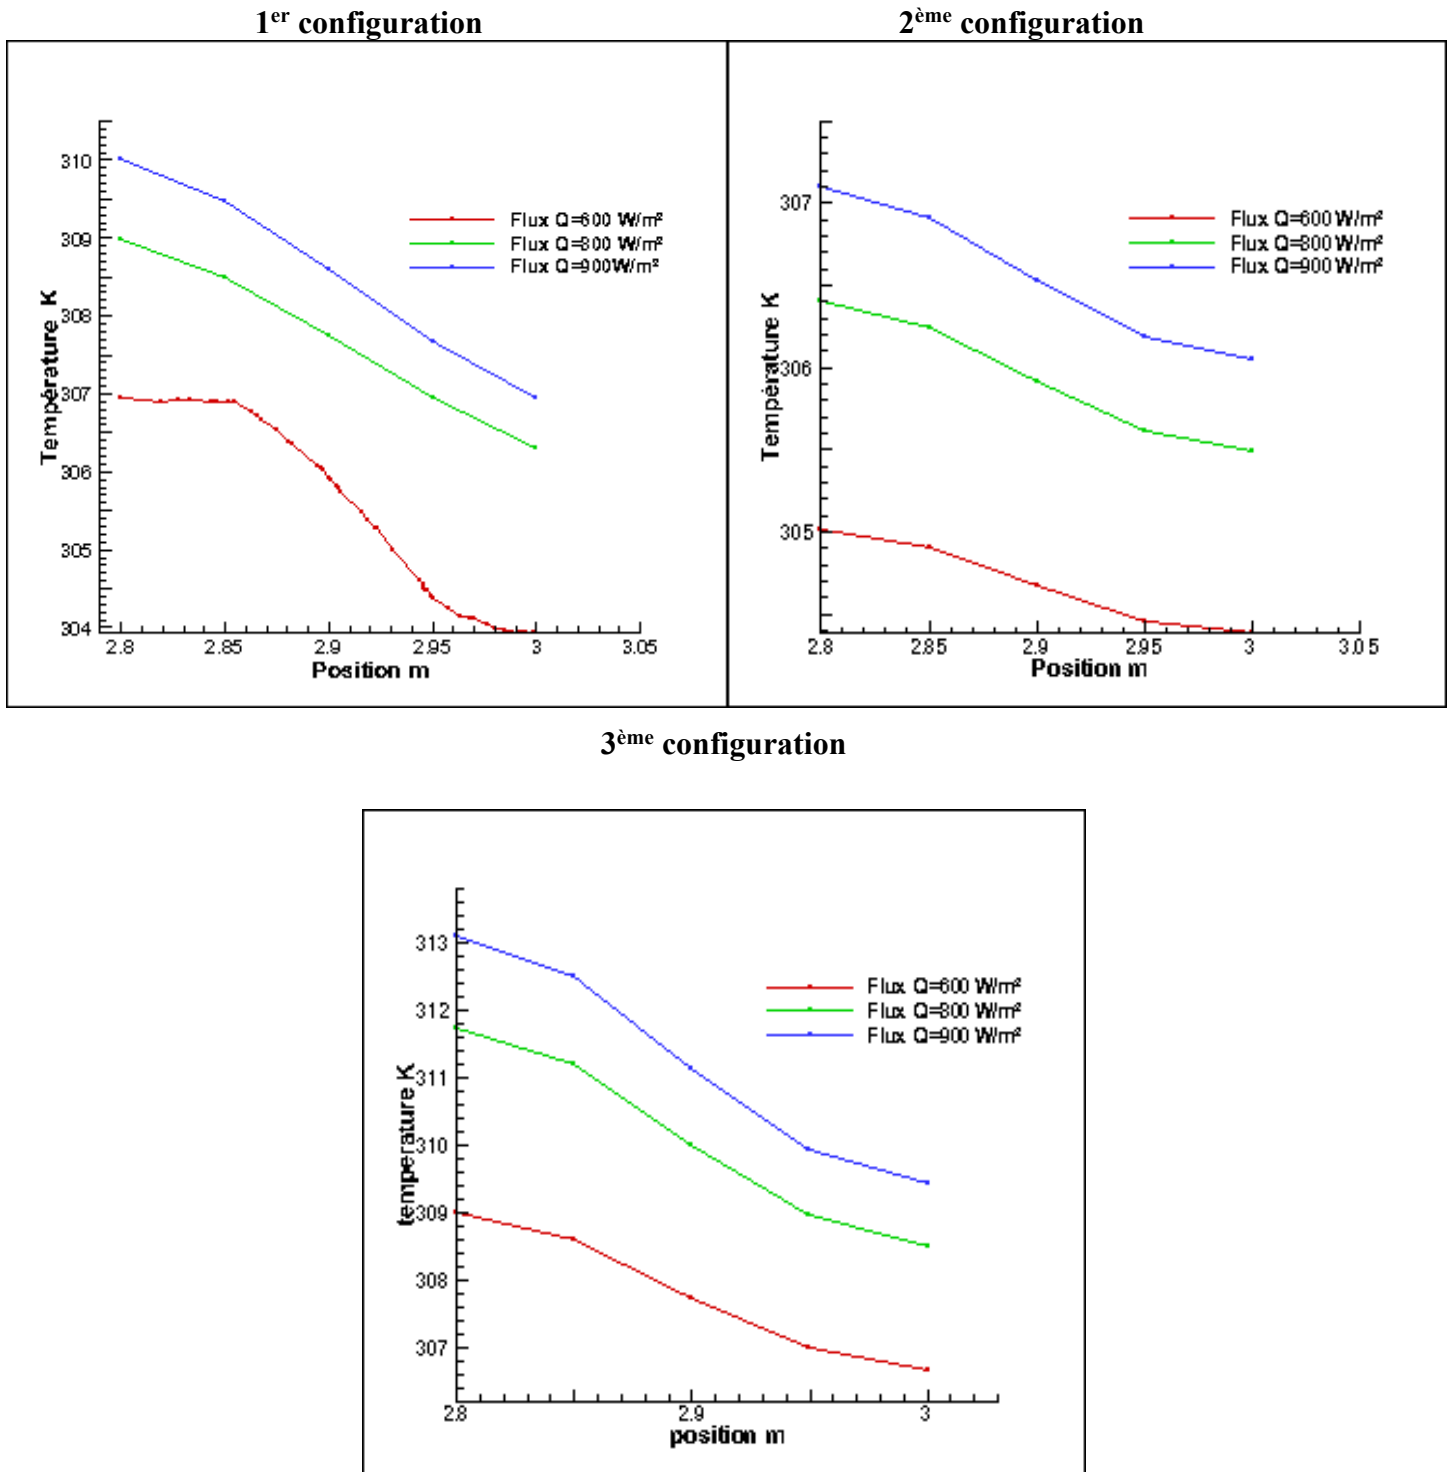 1er configuration
2ème configuration
310
309
308
307
306
305
304
Température K
Flux Q=600 W/m²
Flux Q=800 W/m²
Flux Q=900W/m²
2.8 2.85 2.9 2.95 3 3.05
Position m
307
306
305
Température K
Flux Q=600 W/m²
Flux Q=800 W/m²
Flux Q=900 W/m²
2.8 2.85 2.9 2.95 3 3.05
Position m
3ème configuration
313
312
311
310
309
308
307
temperature K
Flux Q=600 W/m²
Flux Q=800 W/m²
Flux Q=900 W/m²
2.8 2.9 3
position m